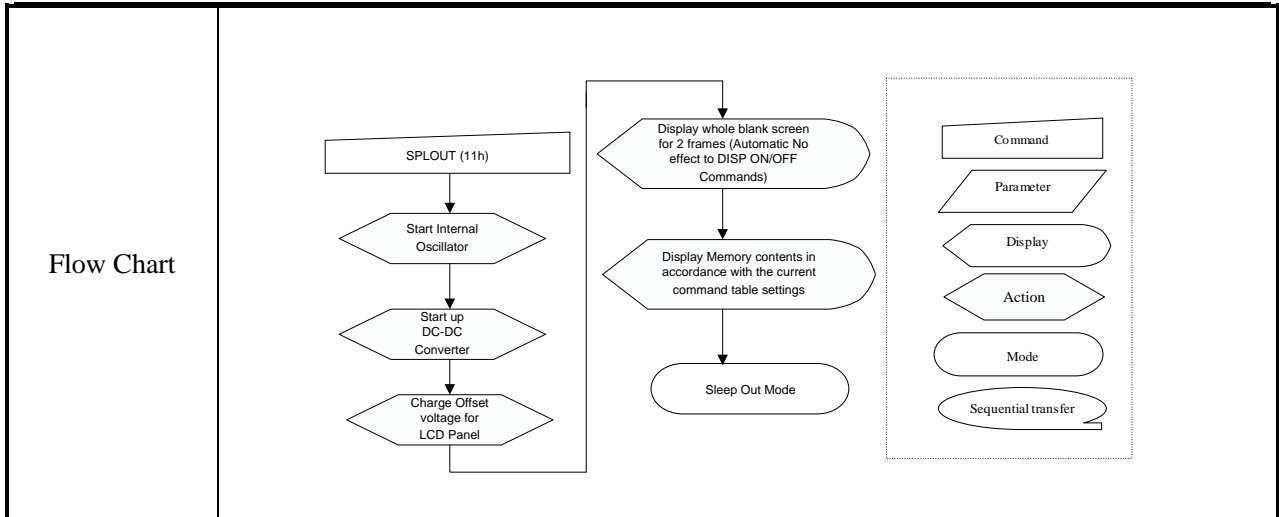 Flow Chart
SPLOUT (11h)
Start Internal
Oscillator
Start up
DC-DC
Converter
Charge Offset
voltage for
LCD Panel
Display whole blank screen
for 2 frames (Automatic No
effect to DISP ON/OFF
Commands)
Display Memory contents in
accordance with the current
command table settings
Sleep Out Mode
Command
Parameter
Display
Action
Mode
Sequential transfer